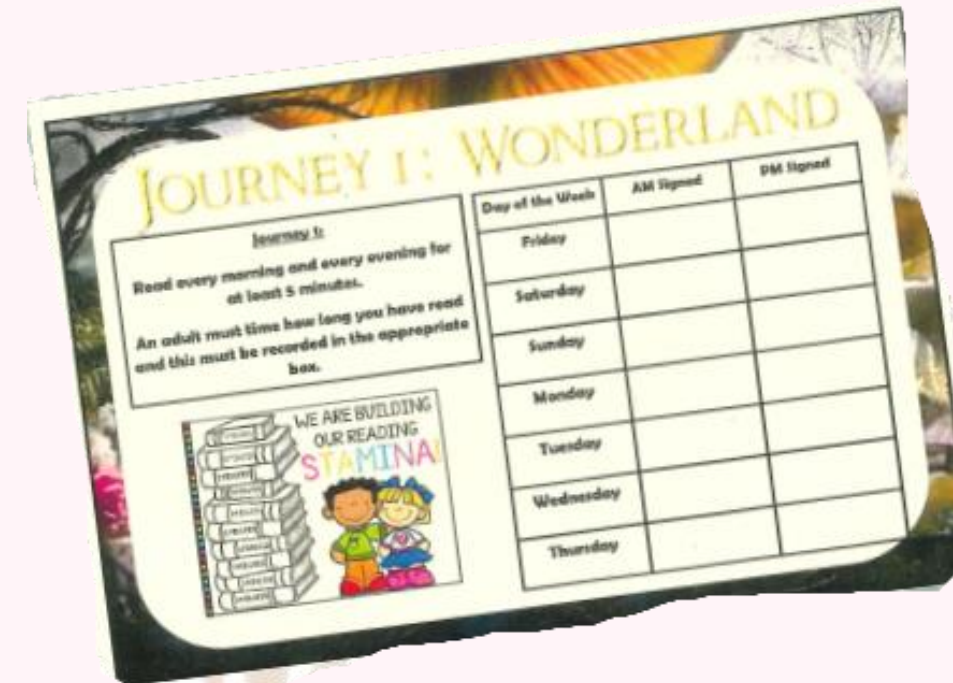 JOURNEY 1: WONDERLAND
Journey 1:
Read every morning and every evening for
at least 5 minutes.
An adult must time how long you have read
and this must be recorded in the appropriate
box.
WE ARE BUILDING
OUR READING
STAMINA!
Day of the Week AM Signed PM Signed
Friday
Saturday
Sunday
Monday
Tuesday
Wednesday
Thursday